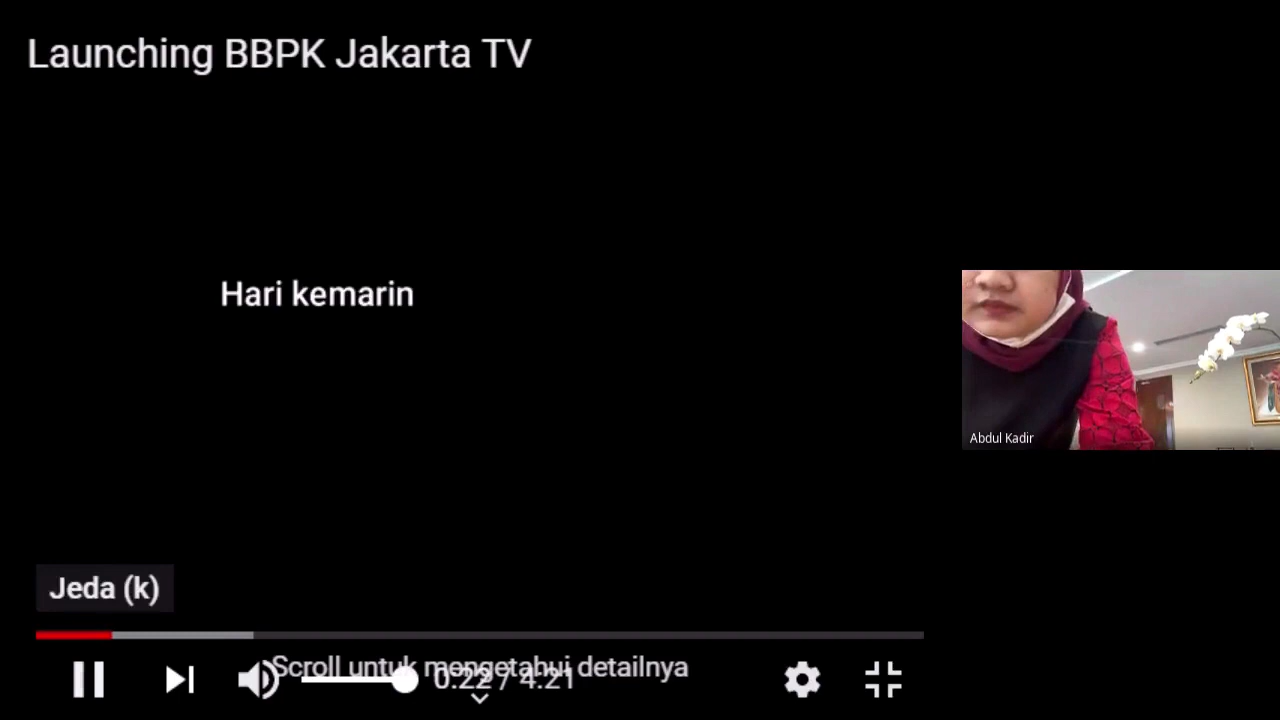 Launching BBPK Jakarta TV
Hari kemarin
Abdul Kadir
Jeda (k)
Scroll untuk mengetahui detailnya
0:22 / 4:21